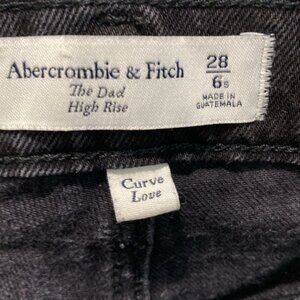 Abercrombie & Fitch
The Dad
High Rise
28
6s
MADE IN
GUATEMALA
Curve
Love